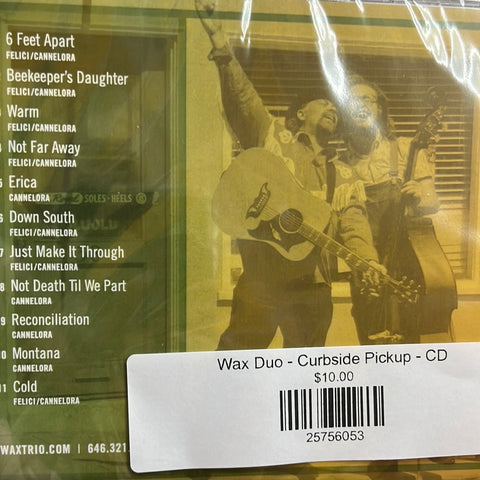 6 Feet Apart
FELICI/CANNELORA
Beekeeper's Daughter
FELICI/CANNELORA
Warm
FELICI/CANNELORA
Not Far Away
FELICI/CANNELORA
Erica
CANNELORA
SOLES·HEELS
6 Down South
FELICI/CANNELORA
7 Just Make It Through
FELICI/CANNELORA
8 Not Death Til We Part
CANNELORA
9 Reconciliation
CANNELORA
Montana
CANNELORA
Cold
FELICI/CANNELORA
WAXTRIO.COM | 646.321.
Wax Duo - Curbside Pickup - CD
$10.00
25756053